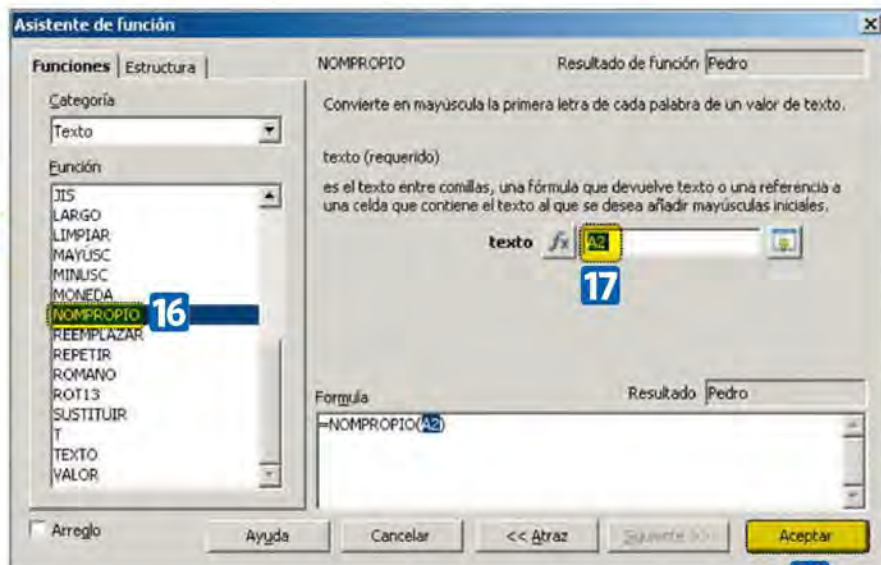 Asistente de función
Funciones Estructura
Categoría
Texto
Función
JIS
LARGO
LIMPIAR
MAYÚSC
MINUSC
MONEDA
NOMPROPIO 16
REEMPLAZAR
REPETIR
ROMANO
ROT13
SUSTITUIR
T
TEXTO
VALOR
NOMPROPIO Resultado de función Pedro
Convierte en mayúscula la primera letra de cada palabra de un valor de texto.
texto (requerido)
es el texto entre comillas, una fórmula que devuelve texto o una referencia a
una celda que contiene el texto al que se desea añadir mayúsculas iniciales.
texto fx A2
17
Formula Resultado Pedro
=NOMPROPIO(A2)
Arreglo Ayuda Cancelar << Atraz Siguiente >> Aceptar